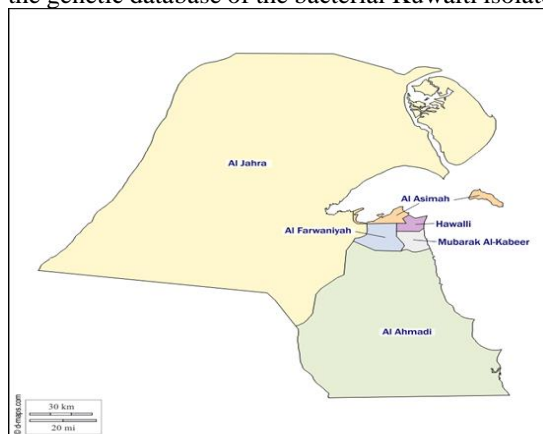 the genetic database of the bacterial Kuwaiti isolate
Al Jahra
Al Asimah
Al Farwaniyah
Hawalli
Mubarak Al-Kabeer
Al Ahmadi
30 km
20 mi
© d-maps.com